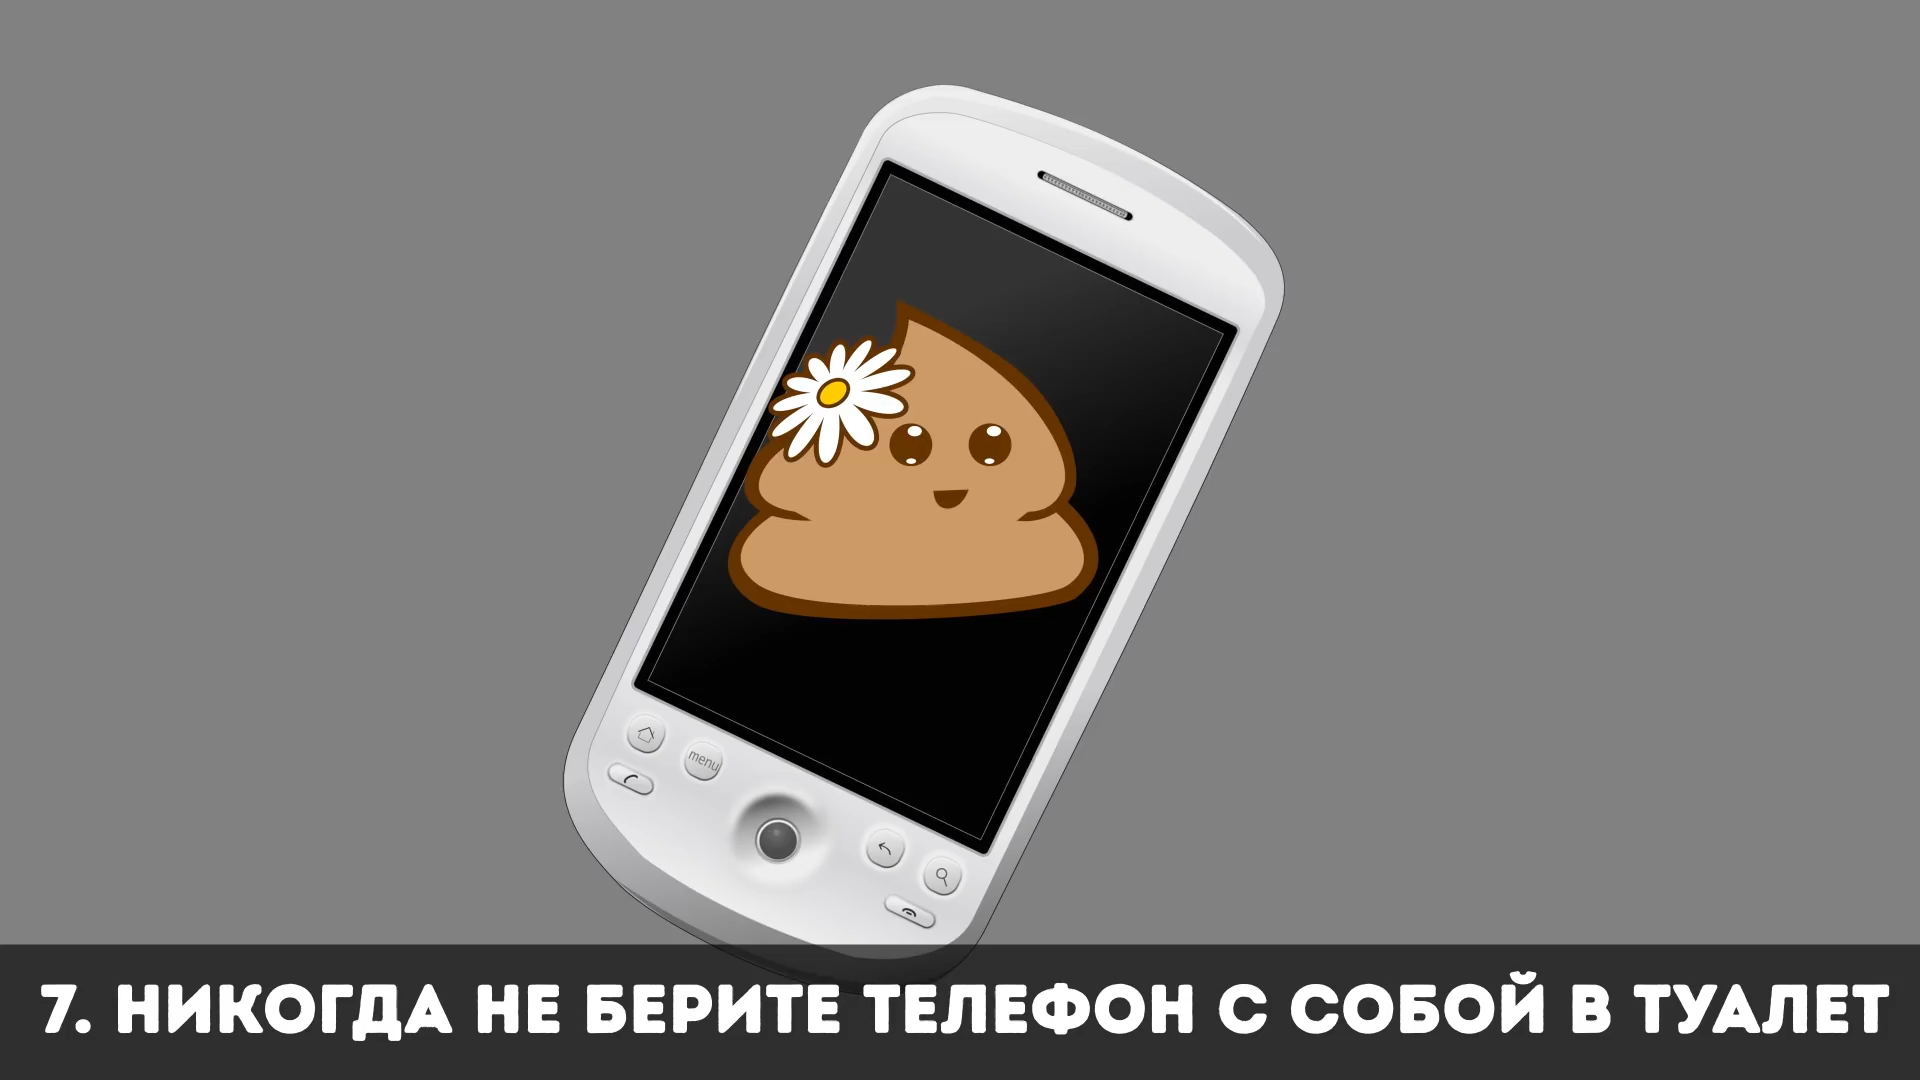 menu
7. НИКОГДА НЕ БЕРИТЕ ТЕЛЕФОН С СОБОЙ В ТУАЛЕТ